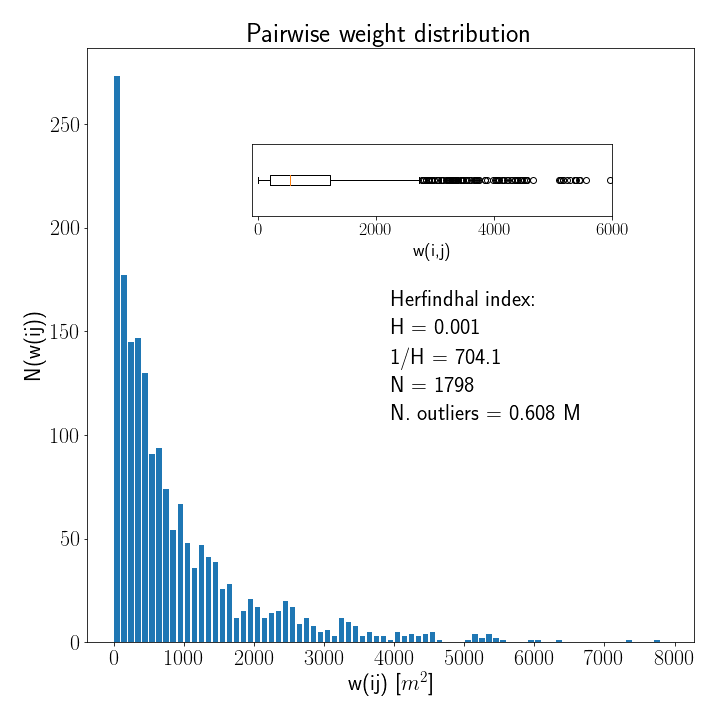 Pairwise weight distribution
250
200
150
100
50
0
N(w(ij))
0 2000 4000 6000
w(i,j)
Herfindhal index:
H = 0.001
1/H = 704.1
N = 1798
N. outliers = 0.608 M
0 1000 2000 3000 4000 5000 6000 7000 8000
w(ij) [m²]